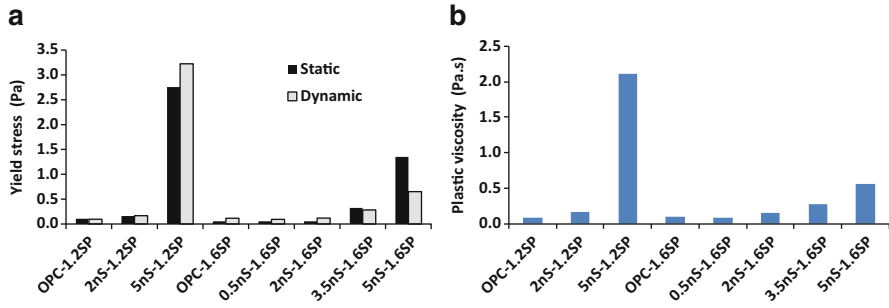 a
Yield stress (Pa)
3.5
3.0
2.5
2.0
1.5
1.0
0.5
0.0
Static
Dynamic
OPC-1.2SP
2nS-1.2SP
5nS-1.2SP
OPC-1.6SP
0.5nS-1.6SP
2nS-1.6SP
3.5nS-1.6SP
5nS-1.6SP
b
Plastic viscosity (Pa.s)
2.5
2.0
1.5
1.0
0.5
0.0
OPC-1.2SP
2nS-1.2SP
5nS-1.2SP
OPC-1.6SP
0.5nS-1.6SP
2nS-1.6SP
3.5nS-1.6SP
5nS-1.6SP